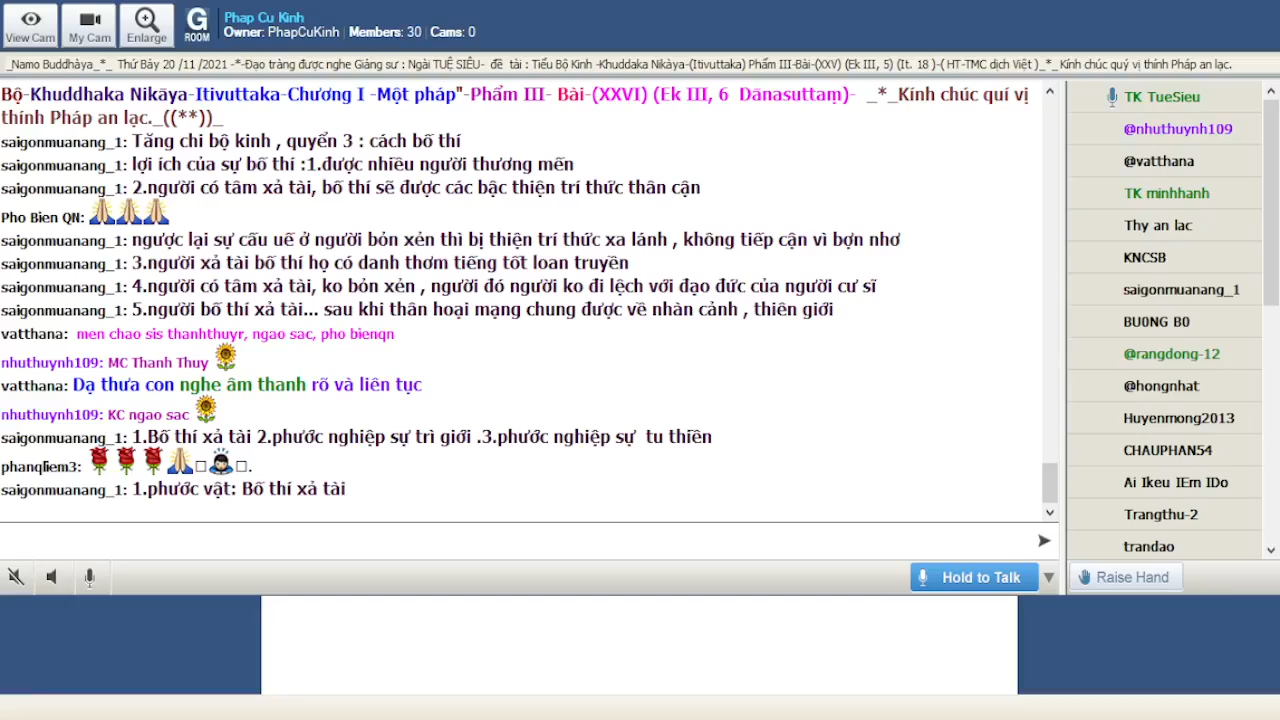 View Cam
My Cam
Enlarge
G
ROOM
Phap Cu Kinh
Owner: PhapCuKinh | Members: 30 | Cams: 0
_Namo Buddhàya_*_ Thứ Bảy 20 /11 /2021 -*-Đạo tràng được nghe Giảng sư : Ngài TUỆ SIÊU- đề tài : Tiểu Bộ Kinh -Khuddaka Nikàya-(Itivuttaka) Phẩm III-Bài-(XXV) (Ek III, 5) (It. 18 )-( HT-TMC dịch Việt )_*_Kính chúc quý vị thính Pháp an lạc.
Bộ-Khuddhaka Nikāya-Itivuttaka-Chương I -Một pháp"-Phẩm III- Bài-(XXVI) (Ek III, 6 Dānasuttaṃ)- _*_Kính chúc quí vị
thính Pháp an lạc._((**))_
saigonmuanang_1: Tăng chi bộ kinh , quyển 3 : cách bố thí
saigonmuanang_1: lợi ích của sự bố thí :1.được nhiều người thương mến
saigonmuanang_1: 2.người có tâm xả tài, bố thí sẽ được các bậc thiện trí thức thân cận
Pho Bien QN: 🙏🙏🙏
saigonmuanang_1: ngược lại sự cấu uế ở người bỏn xẻn thì bị thiện trí thức xa lánh , không tiếp cận vì bợn nhơ
saigonmuanang_1: 3.người xả tài bố thí họ có danh thơm tiếng tốt loan truyền
saigonmuanang_1: 4.người có tâm xả tài, ko bỏn xẻn , người đó người ko đi lệch với đạo đức của người cư sĩ
saigonmuanang_1: 5.người bố thí xả tài... sau khi thân hoại mạng chung được về nhàn cảnh , thiên giới
vatthana: men chao sis thanhthuyr, ngao sac, pho bienqn
nhuthuynh109: MC Thanh Thuy 🌻
vatthana: Dạ thưa con nghe âm thanh rõ và liên tục
nhuthuynh109: KC ngao sac 🌻
saigonmuanang_1: 1.Bố thí xả tài 2.phước nghiệp sự trì giới .3.phước nghiệp sự tu thiền
phanqliem3: 🌹🌹🌹🙏□🙇□.
saigonmuanang_1: 1.phước vật: Bố thí xả tài
Hold to Talk
TK TueSieu
@nhuthuynh109
@vatthana
TK minhhanh
Thy an lac
KNCSB
saigonmuanang_1
BU0NG B0
@rangdong-12
@hongnhat
Huyenmong2013
CHAUPHAN54
Ai Ikeu IEm IDo
Trangthu-2
trandao
Raise Hand